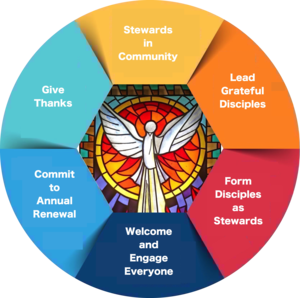 Stewards
in
Community
Lead
Grateful
Disciples
Form
Disciples
as
Stewards
Welcome
and
Engage
Everyone
Commit
to
Annual
Renewal
Give
Thanks